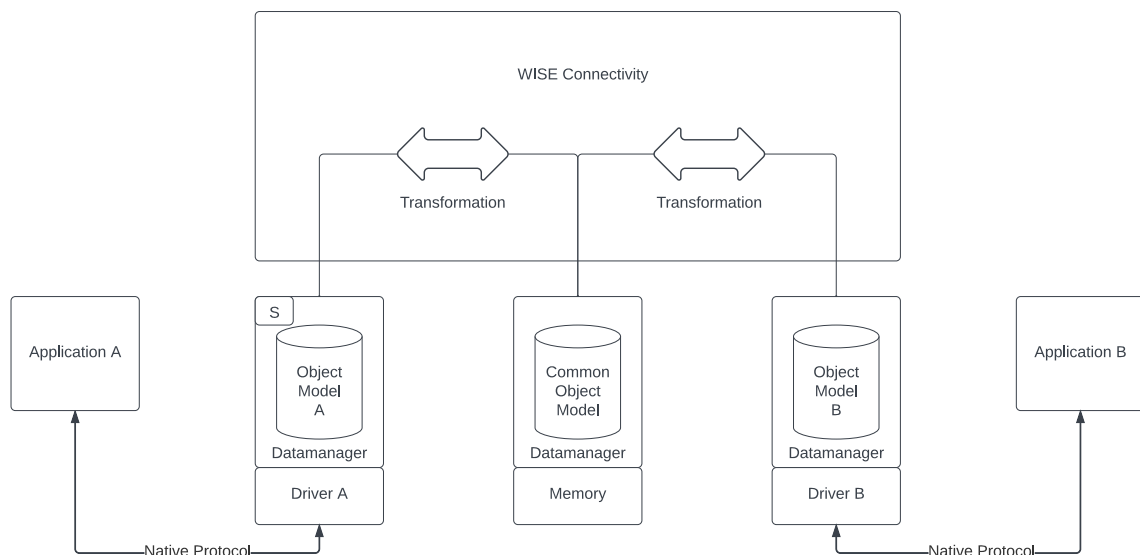 WISE Connectivity
Transformation
Transformation
S
Application A
Object
Model
A
Datamanager
Driver A
Common
Object
Model
Datamanager
Memory
Object
Model
B
Datamanager
Driver B
Application B
Native Protocol
Native Protocol